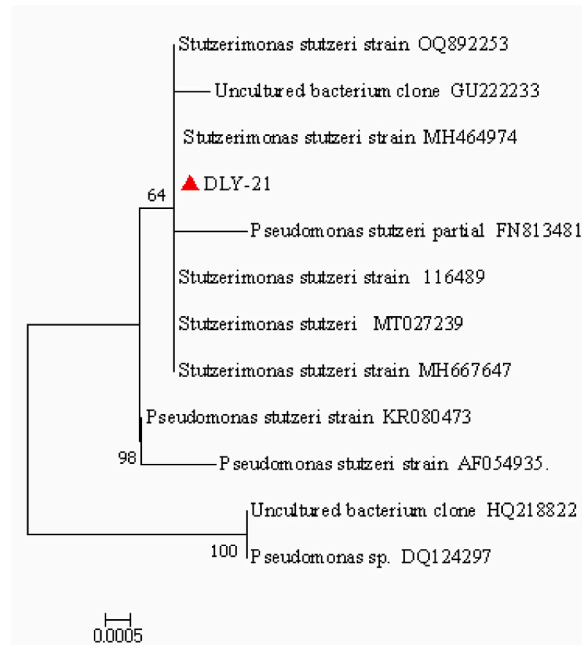 Stutzerimonas stutzeri strain OQ892253
Uncultured bacterium clone GU222233
Stutzerimonas stutzeri strain MH464974
64
DLY-21
Pseudomonas stutzeri partial FN813481
Stutzerimonas stutzeri strain 116489
Stutzerimonas stutzeri MT027239
Stutzerimonas stutzeri strain MH667647
Pseudomonas stutzeri strain KR080473
98
Pseudomonas stutzeri strain AF054935.
Uncultured bacterium clone HQ218822
100
Pseudomonas sp. DQ124297
0.0005